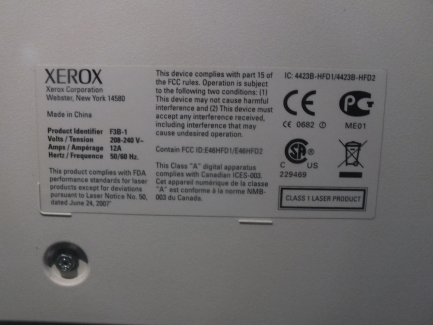 XEROX
Xerox Corporation
Webster, New York 14580
Made in China
Product Identifier F3B-1
Volts / Tension 208-240 V~
Amps / Ampérage 12A
Hertz / Frequency 50/60 Hz.
This product complies with FDA
performance standards for laser
products except for deviations
pursuant to Laser Notice No. 50,
dated June 24, 2007
This device complies with part 15 of
the FCC rules. Operation is subject
to the following two conditions: (1)
This device may not cause harmful
interference end (2) This device must
accept any interference received,
including interference that may
cause undesired operation.
Contain FCC ID:E46HFD1/E46HFD2
This Class "A" digital apparatus
complies with Canadian ICES-003.
Cet appareil numérique de la classe
"A" est conforme à la norme NMB-
003 du Canada.
IC: 4423B-HFD1/4423B-HFD2
CE
CE 0682
ME01
C US
229469
CLASS 1 LASER PRODUCT